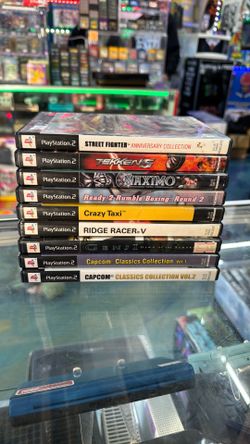 PlayStation 2 STREET FIGHTER ANNIVERSARY COLLECTION
PlayStation 2 TEKKEN 5
PlayStation 2 MAXIMO
PlayStation 2 Ready 2 Rumble Boxing: Round 2
PlayStation 2 Crazy Taxi
PlayStation 2 RIDGE RACER V
PlayStation 2 GENJI
PlayStation 2 Capcom Classics Collection Vol. 1
PlayStation 2 CAPCOM CLASSICS COLLECTION VOL.2